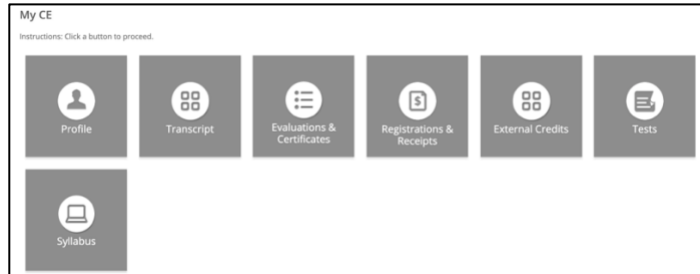 My CE
Instructions: Click a button to proceed.
Profile
Transcript
Evaluations &
Certificates
Registrations &
Receipts
External Credits
Tests
Syllabus